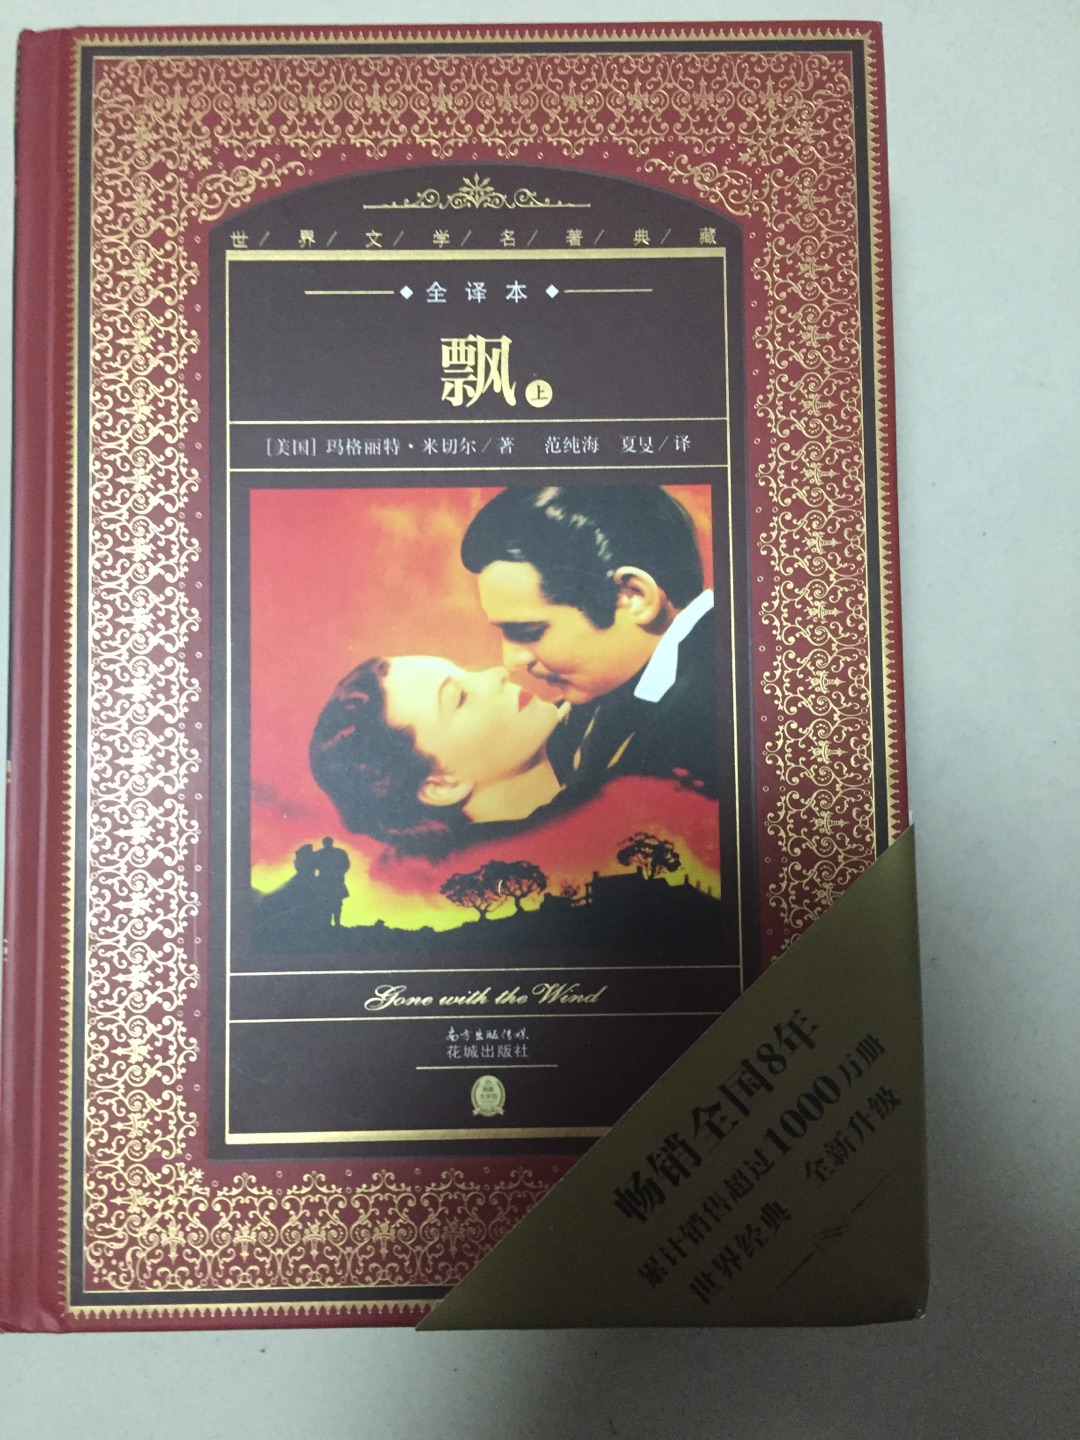 世/界/文/学/名/著/典/藏
全译本
飘 上
[美国] 玛格丽特·米切尔/著 范纯海 夏旻/译
Gone with the Wind
南方出版传媒
花城出版社
畅销全国8年
累计销售超过1000万册
世界经典 全新升级